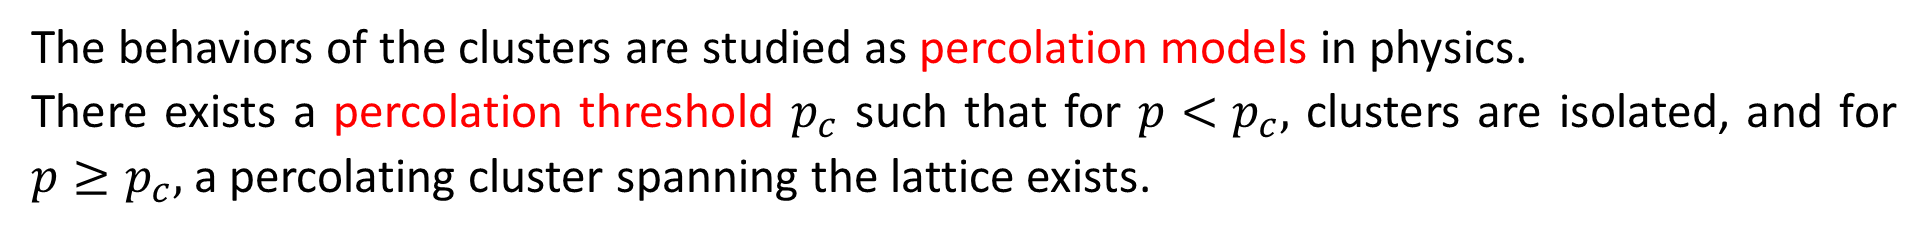 The behaviors of the clusters are studied as percolation models in physics.
There exists a percolation threshold $p_c$ such that for $p < p_c$, clusters are isolated, and for
$p \geq p_c$, a percolating cluster spanning the lattice exists.